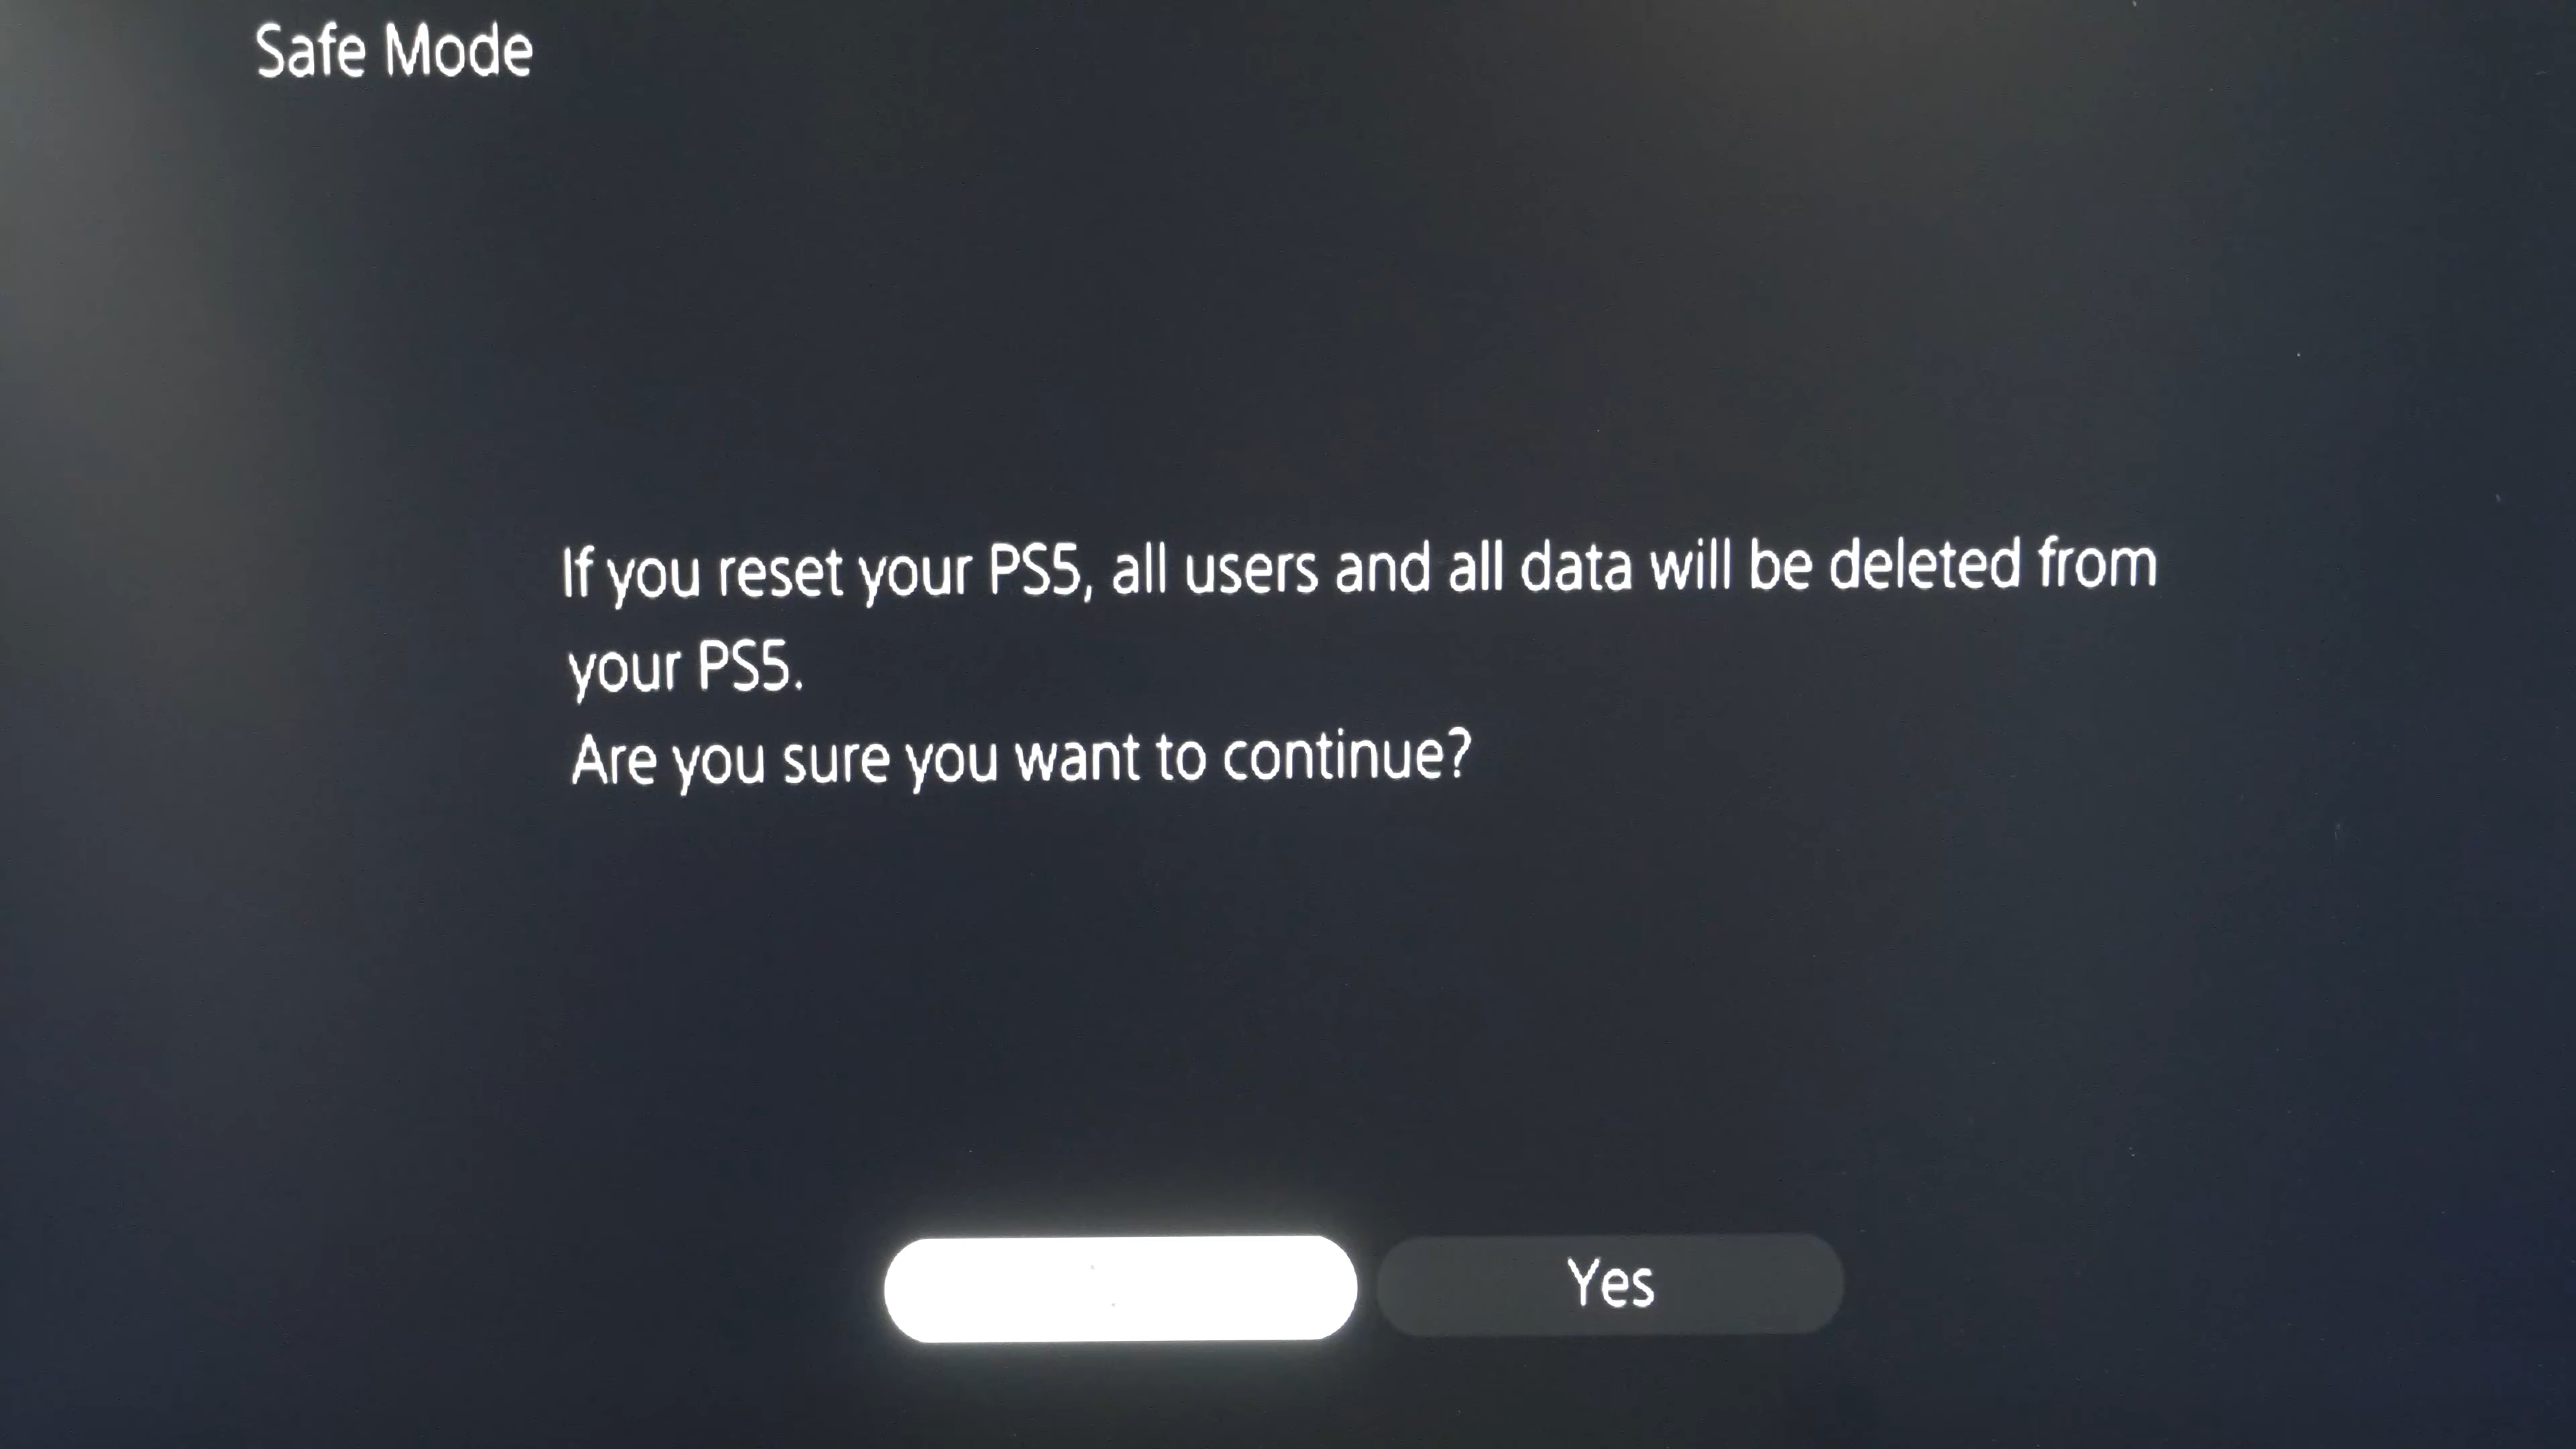 Safe Mode
If you reset your PS5, all users and all data will be deleted from
your PS5.
Are you sure you want to continue?
Yes